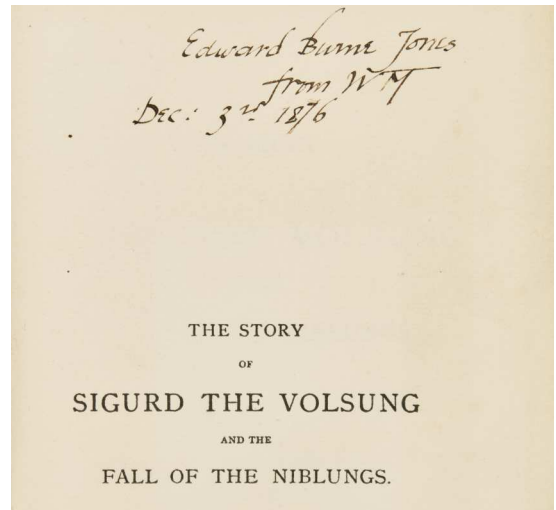 Edward Burne Jones
from WM
Dec: 3rd 1876
THE STORY
OF
SIGURD THE VOLSUNG
AND THE
FALL OF THE NIBLUNGS.